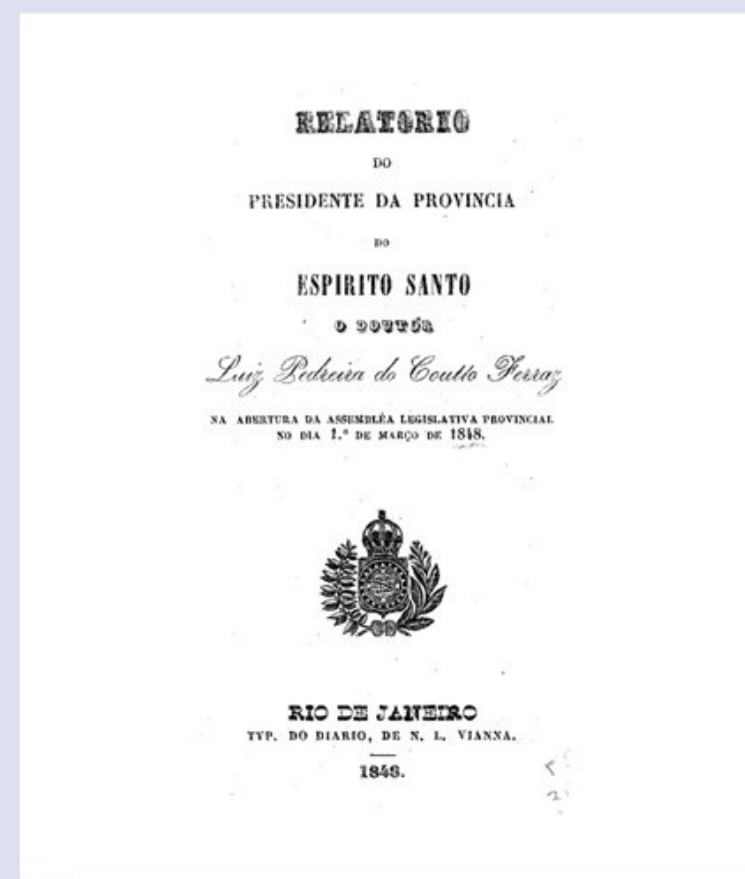 RELATORIO
DO
PRESIDENTE DA PROVINCIA
DO
ESPIRITO SANTO
O DOUTÓR
Luiz Pedreira do Coutto Ferraz
NA ABERTURA DA ASSEMBLÉA LEGISLATIVA PROVINCIAL
NO DIA 1.º DE MARÇO DE 1848.
RIO DE JANEIRO
TYP. DO DIARIO, DE N. L. VIANNA.
1848.